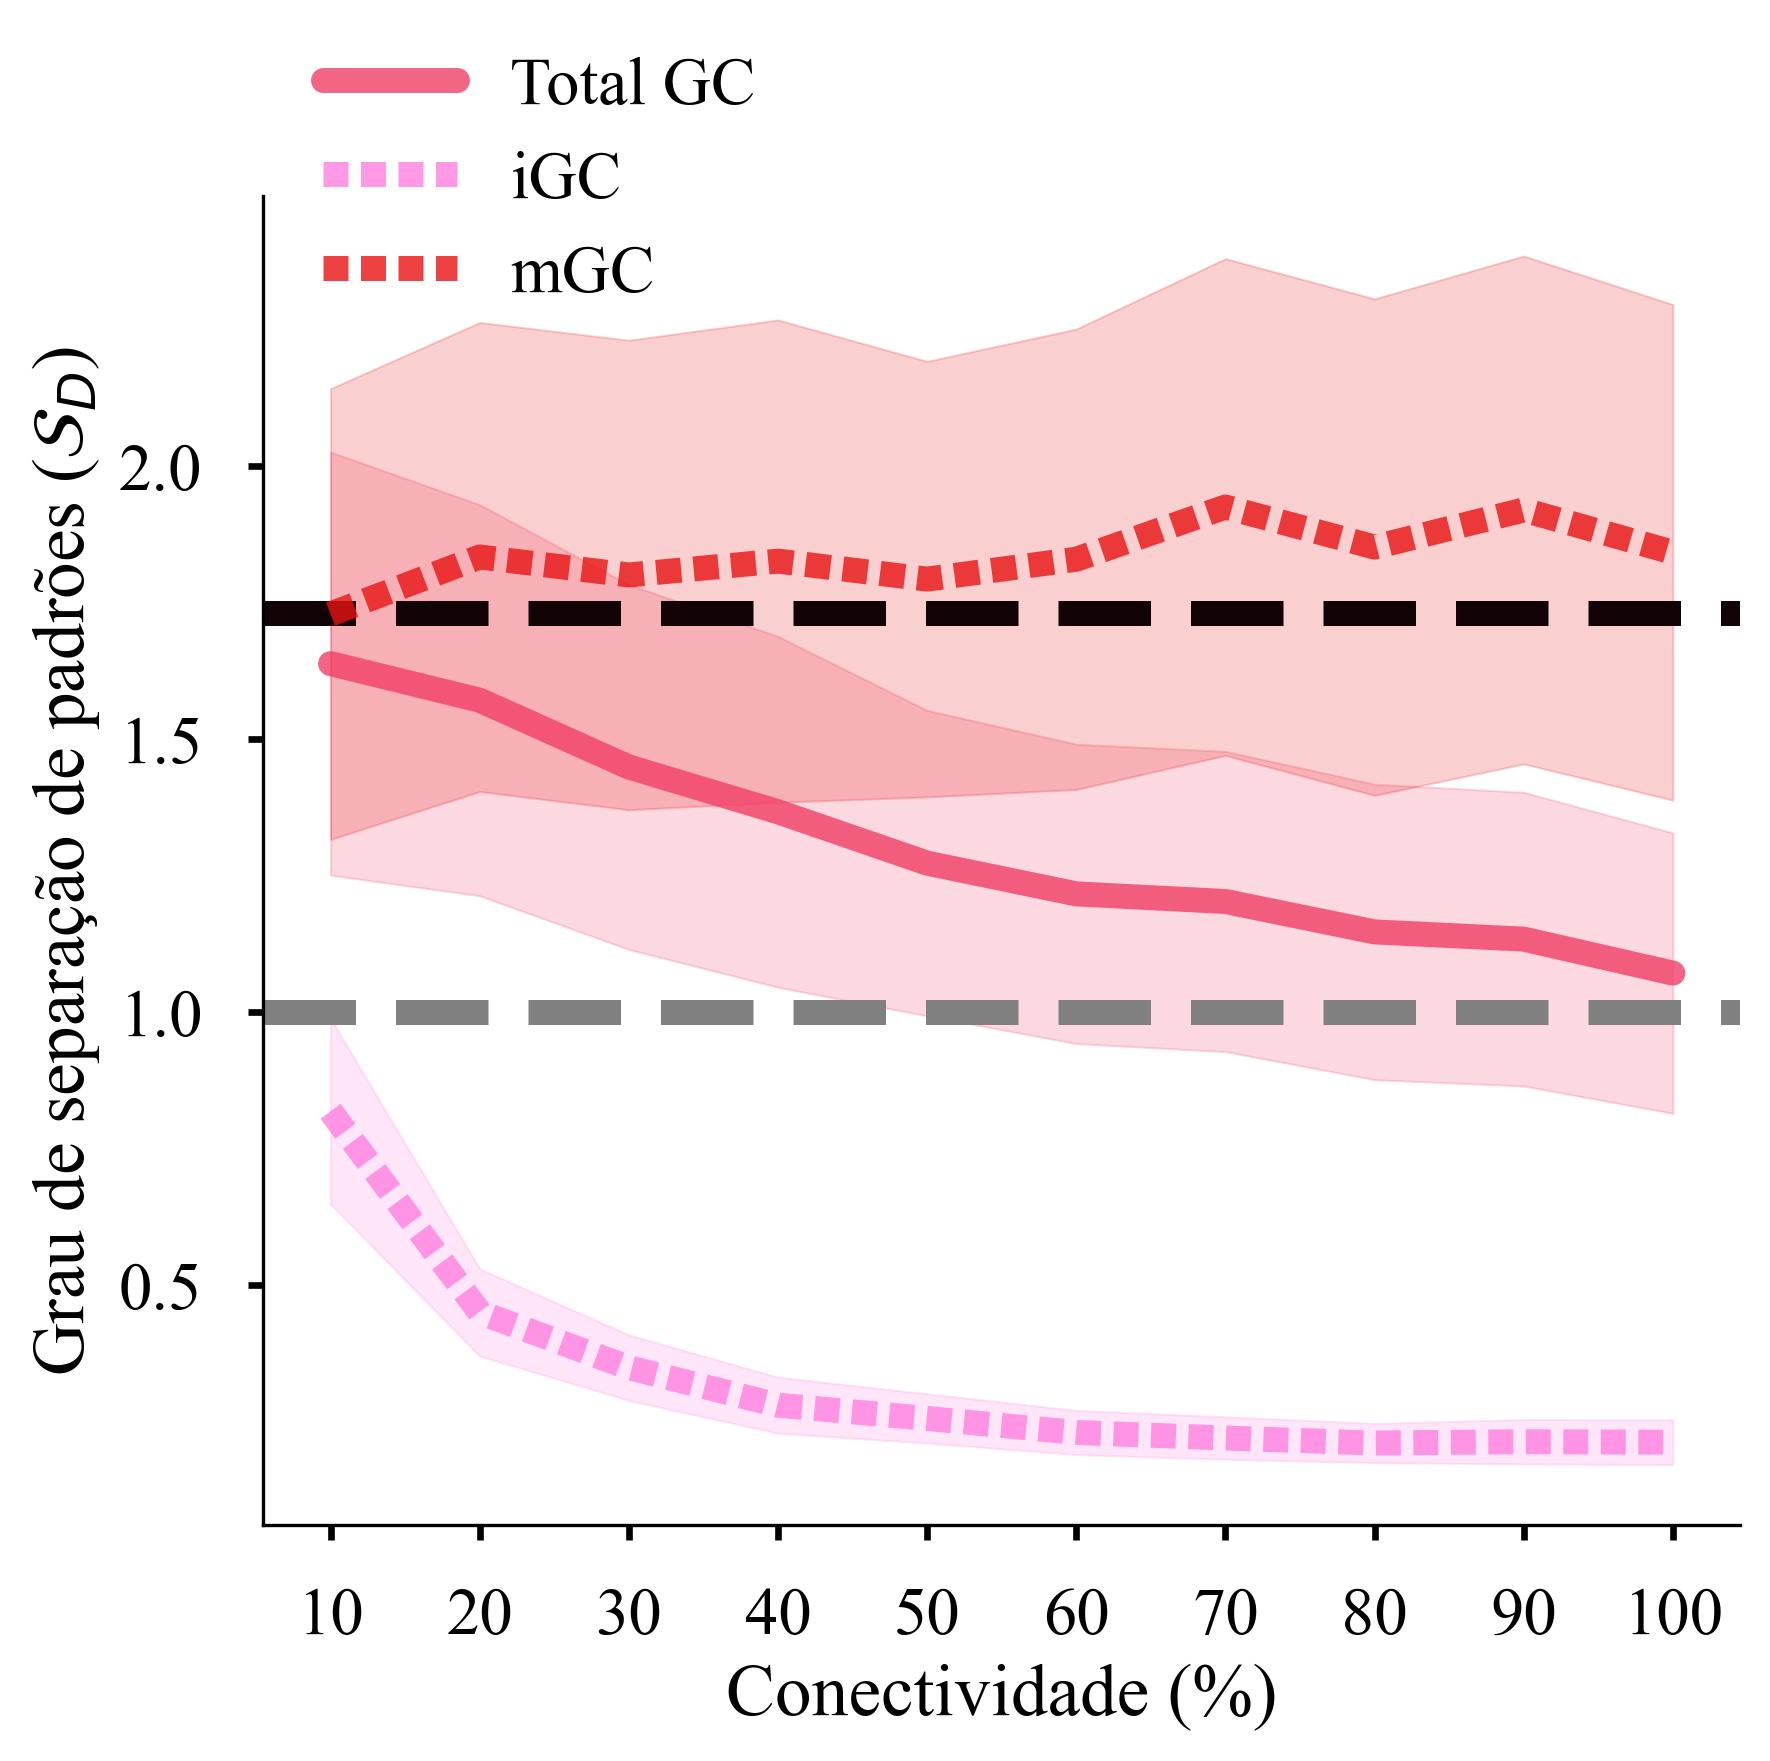 Total GC
iGC
mGC
Grau de separação de padrões (𝒮D)
2.0
1.5
1.0
0.5
10 20 30 40 50 60 70 80 90 100
Conectividade (%)